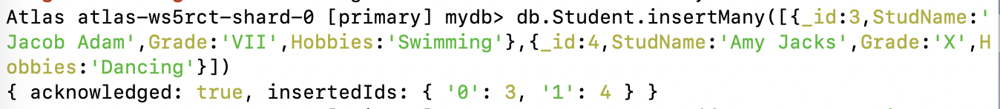 Atlas atlas-ws5rct-shard-0 [primary] mydb> db.Student.insertMany([{_id:3,StudName:'
Jacob Adam',Grade:'VII',Hobbies:'Swimming'},{_id:4,StudName:'Amy Jacks',Grade:'X',H
obbies:'Dancing'}])
{ acknowledged: true, insertedIds: { '0': 3, '1': 4 } }